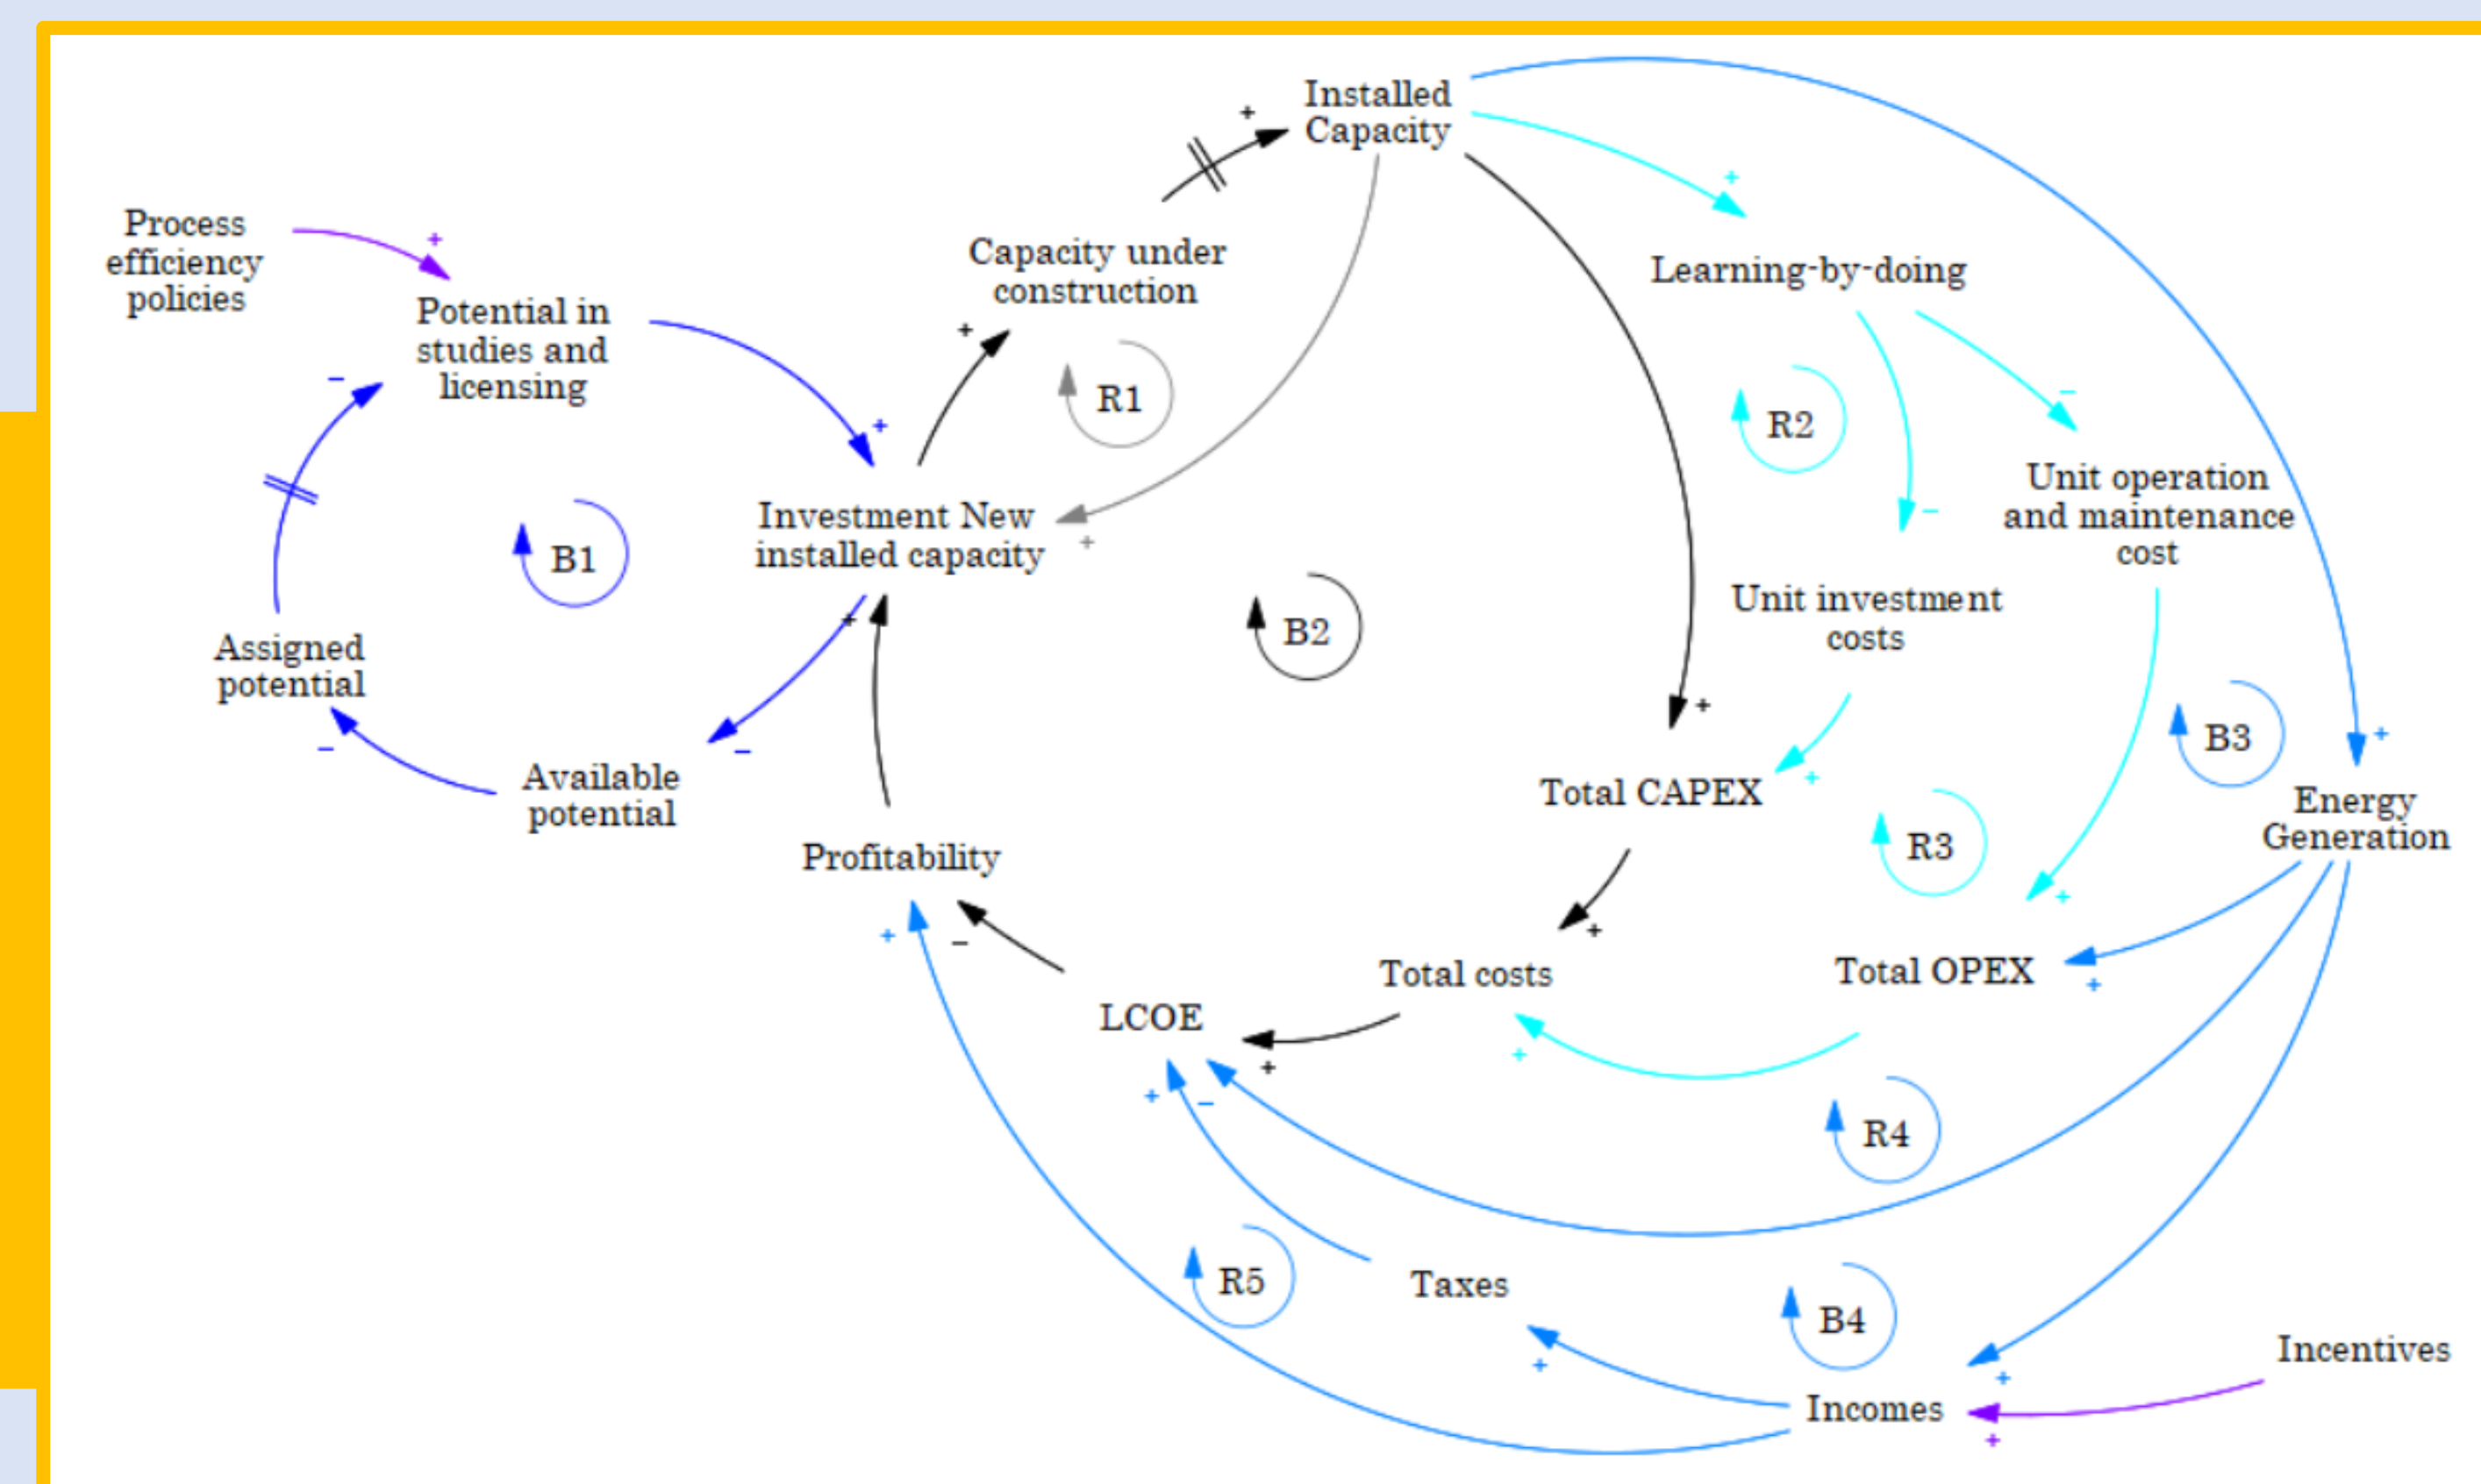 Installed
Capacity
Process
efficiency
policies
Capacity under
construction
Learning-by-doing
Potential in
studies and
licensing
R1
R2
Unit operation
and maintenance
cost
Investment New
installed capacity
B1
B2
Unit investment
costs
Assigned
potential
B3
Available
potential
Total CAPEX
Energy
Generation
R3
Profitability
Total costs
Total OPEX
LCOE
R4
R5
Taxes
B4
Incentives
Incomes